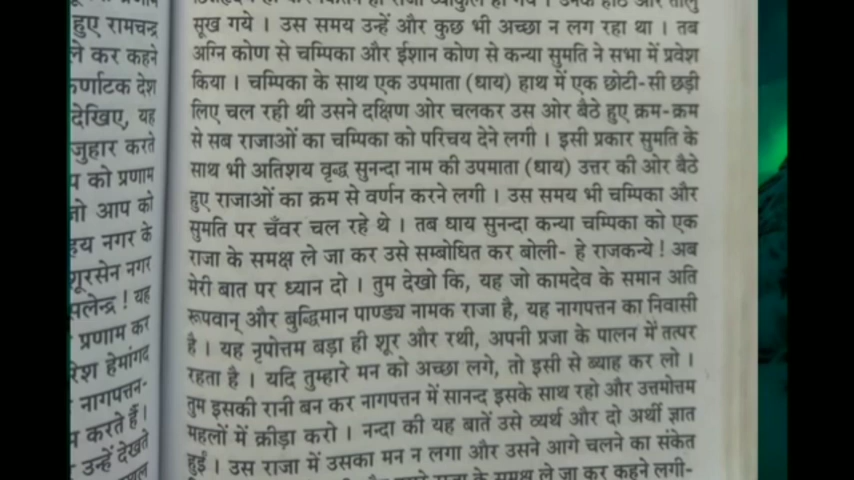 हुए रामचन्द्र
ले कर कहने
कर्णाटक देश
देखिए, यह
जुहार करते
को प्रणाम
जो आप को
हय नगर के
शूरसेन नगर
यह
प्रणाम कर
हेमांगद
नागपत्तन-
करते हैं।
उन्हें देखते
सूख गये । उस समय उन्हें और कुछ भी अच्छा न लग रहा था । तब
अग्नि कोण से चम्पिका और ईशान कोण से कन्या सुमति ने सभा में प्रवेश
किया । चम्पिका के साथ एक उपमाता (धाय) हाथ में एक छोटी-सी छड़ी
लिए चल रही थी उसने दक्षिण ओर चलकर उस ओर बैठे हुए क्रम-क्रम
से सब राजाओं का चम्पिका को परिचय देने लगी । इसी प्रकार सुमति के
साथ भी अतिशय वृद्ध सुनन्दा नाम की उपमाता (धाय) उत्तर की ओर बैठे
हुए राजाओं का क्रम से वर्णन करने लगी । उस समय भी चम्पिका और
सुमति पर चँवर चल रहे थे । तब धाय सुनन्दा कन्या चम्पिका को एक
राजा के समक्ष ले जा कर उसे सम्बोधित कर बोली- हे राजकन्ये ! अब
मेरी बात पर ध्यान दो । तुम देखो कि, यह जो कामदेव के समान अति
रूपवान् और बुद्धिमान पाण्ड्य नामक राजा है, यह नागपत्तन का निवासी
है । यह नृपोत्तम बड़ा ही शूर और रथी, अपनी प्रजा के पालन में तत्पर
रहता है । यदि तुम्हारे मन को अच्छा लगे, तो इसी से ब्याह कर लो ।
तुम इसकी रानी बन कर नागपत्तन में सानन्द इसके साथ रहो और उत्तमोत्तम
महलों में क्रीड़ा करो । नन्दा की यह बातें उसे व्यर्थ और दो अर्थी ज्ञात
हुईं । उस राजा में उसका मन न लगा और उसने आगे चलने का संकेत
राजा के समक्ष ले जा कर कहने लगी-